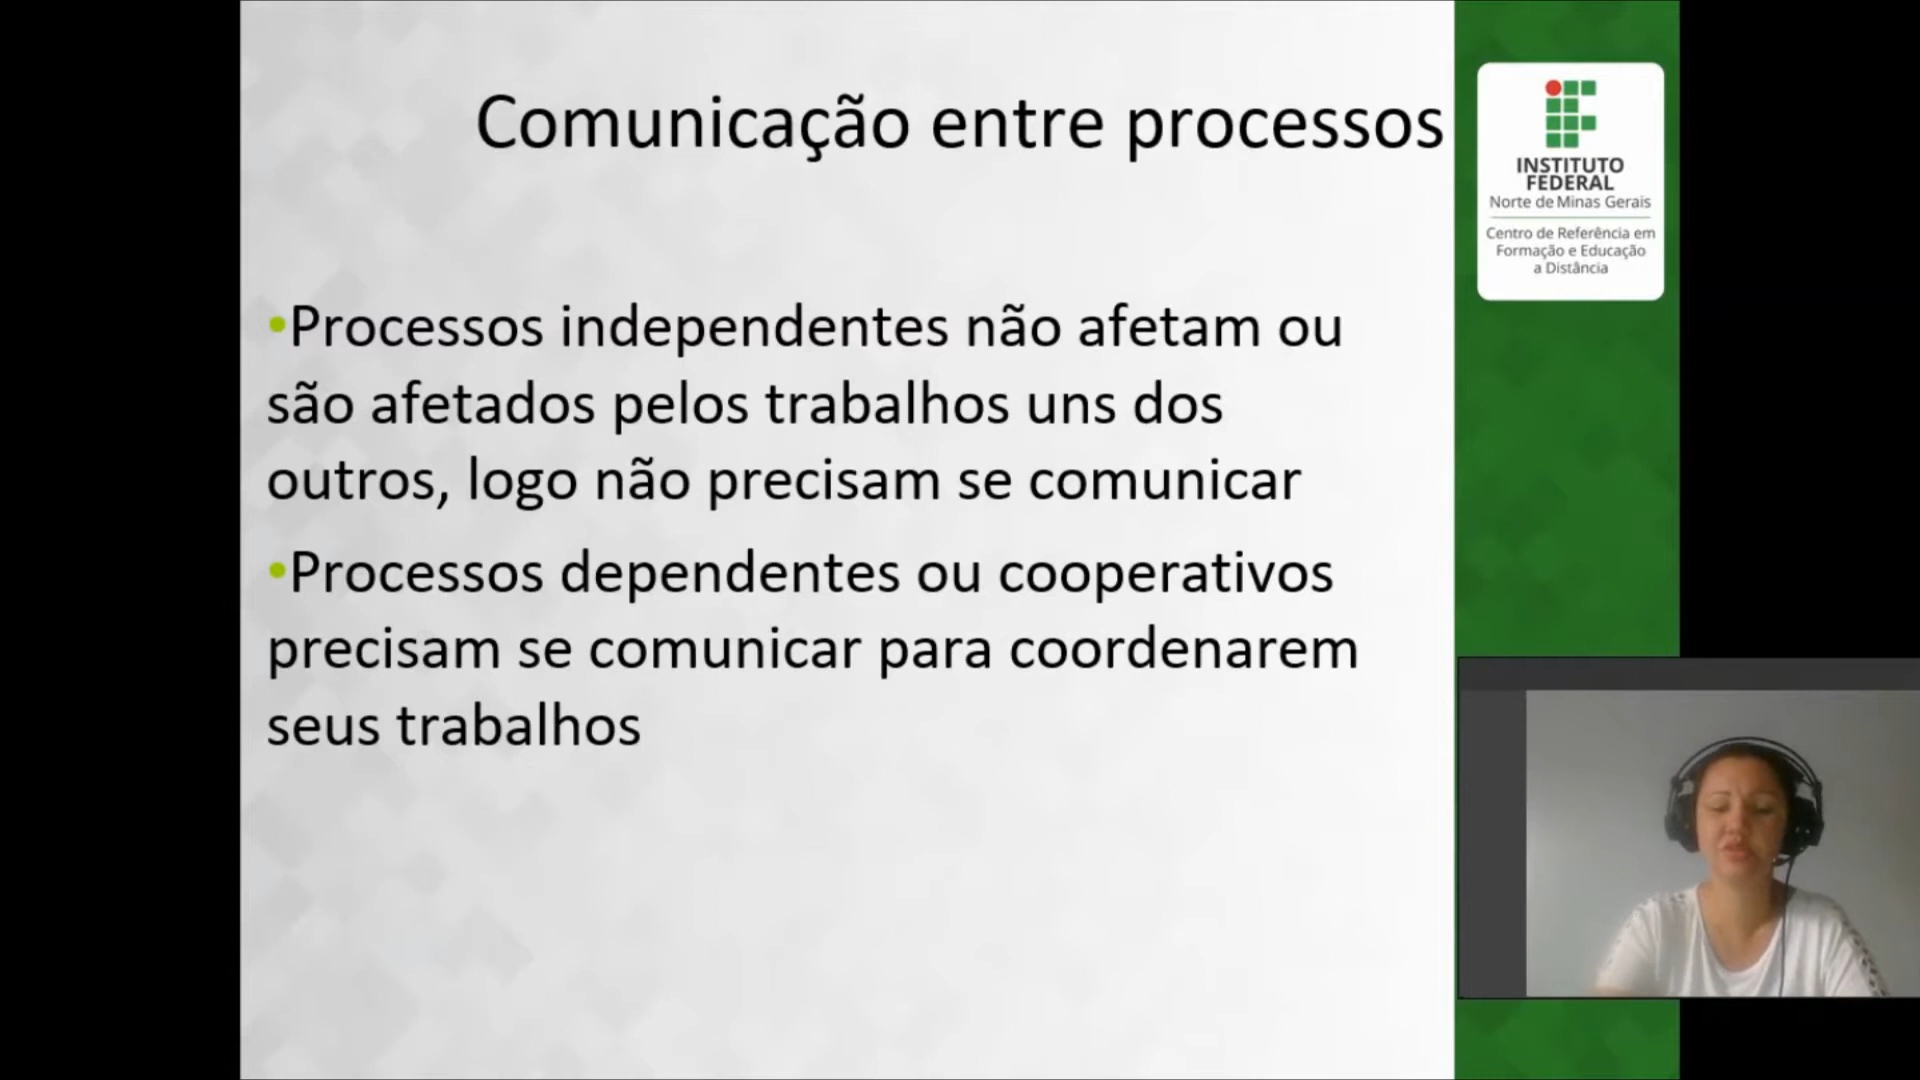 Comunicação entre processos
•Processos independentes não afetam ou
são afetados pelos trabalhos uns dos
outros, logo não precisam se comunicar
•Processos dependentes ou cooperativos
precisam se comunicar para coordenarem
seus trabalhos
INSTITUTO
FEDERAL
Norte de Minas Gerais
Centro de Referência em
Formação e Educação
a Distância